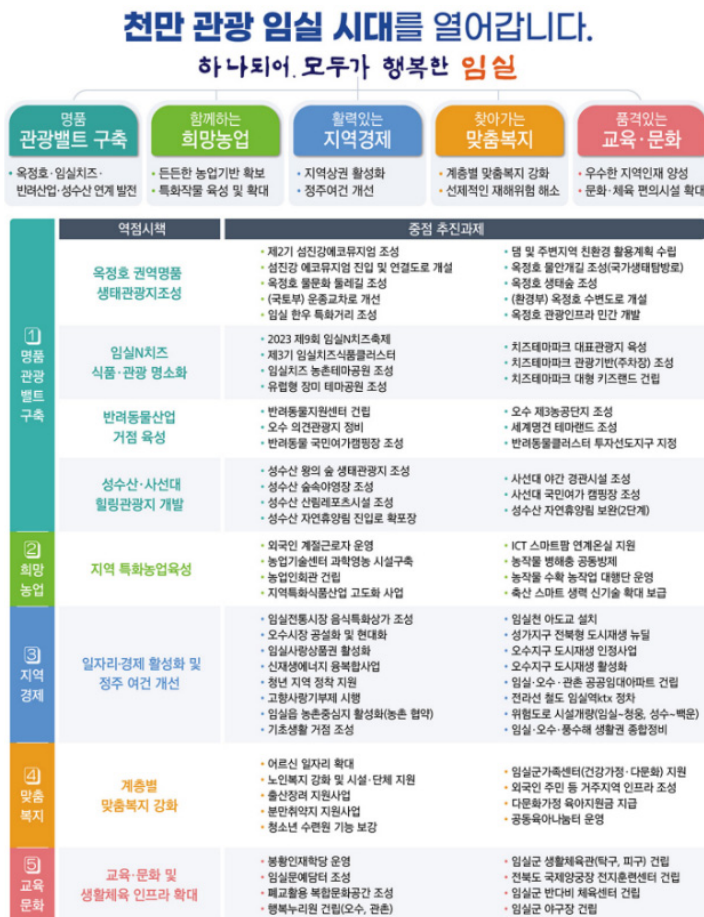 천만 관광 임실 시대를 열어갑니다.
하나되어. 모두가 행복한 임실
명품
관광밸트 구축
• 옥정호·임실치즈·
반려산업·성수산 연계 발전
함께하는
희망농업
• 든든한 농업기반 확보
• 특화작물 육성 및 확대
활력있는
지역경제
• 지역상권 활성화
• 정주여건 개선
찾아가는
맞춤복지
• 계층별 맞춤복지 강화
• 선제적인 재해위험 해소
품격있는
교육·문화
• 우수한 지역인재 양성
• 문화·체육 편의시설 확대
역점시책
중점 추진과제
1
명품
관광
밸트
구축
옥정호 권역명품
생태관광지조성
• 제2기 섬진강에코뮤지엄 조성
• 섬진강 에코뮤지엄 진입 및 연결도로 개설
• 옥정호 물문화 둘레길 조성
• (국토부) 운종교차로 개선
• 임실 한우 특화거리 조성
• 댐 및 주변지역 친환경 활용계획 수립
• 옥정호 물안개길 조성(국가생태탐방로)
• 옥정호 생태숲 조성
• (환경부) 옥정호 수변도로 개설
• 옥정호 관광인프라 민간 개발
임실N치즈
식품·관광 명소화
• 2023 제9회 임실N치즈축제
• 제3기 임실치즈식품클러스터
• 임실치즈 농촌테마공원 조성
• 유럽형 장미 테마공원 조성
• 치즈테마파크 대표관광지 육성
• 치즈테마파크 관광기반(주차장) 조성
• 치즈테마파크 대형 키즈랜드 건립
반려동물산업
거점 육성
• 반려동물지원센터 건립
• 오수 의견관광지 정비
• 반려동물 국민여가캠핑장 조성
• 오수 제3농공단지 조성
• 세계명견 테마랜드 조성
• 반려동물클러스터 투자선도지구 지정
성수산·사선대
힐링관광지 개발
• 성수산 왕의 숲 생태관광지 조성
• 성수산 숲속야영장 조성
• 성수산 산림레포츠시설 조성
• 성수산 자연휴양림 진입로 확포장
• 사선대 야간 경관시설 조성
• 사선대 국민여가 캠핑장 조성
• 성수산 자연휴양림 보완(2단계)
2
희망
농업
지역 특화농업육성
• 외국인 계절근로자 운영
• 농업기술센터 과학영농 시설구축
• 농업인회관 건립
• 지역특화식품산업 고도화 사업
• ICT 스마트팜 연계온실 지원
• 농작물 병해충 공동방제
• 농작물 수확 농작업 대행단 운영
• 축산 스마트 생력 신기술 확대 보급
3
지역
경제
일자리·경제 활성화 및
정주 여건 개선
• 임실전통시장 음식특화상가 조성
• 오수시장 공설화 및 현대화
• 임실사랑상품권 활성화
• 신재생에너지 융복합사업
• 청년 지역 정착 지원
• 고향사랑기부제 시행
• 임실읍 농촌중심지 활성화(농촌 협약)
• 기초생활 거점 조성
• 임실천 아도교 설치
• 성가지구 전북형 도시재생 뉴딜
• 오수지구 도시재생 인정사업
• 오수지구 도시재생 활성화
• 임실·오수·관촌 공공임대아파트 건립
• 전라선 철도 임실역ktx 정차
• 위험도로 시설개량(임실~청웅, 성수~백운)
• 임실·오수·풍수해 생활권 종합정비
4
맞춤
복지
계층별
맞춤복지 강화
• 어르신 일자리 확대
• 노인복지 강화 및 시설·단체 지원
• 출산장려 지원사업
• 분만취약지 지원사업
• 청소년 수련원 기능 보강
• 임실군가족센터(건강가정·다문화) 지원
• 외국인 주민 등 거주지역 인프라 조성
• 다문화가정 육아지원금 지급
• 공동육아나눔터 운영
5
교육
문화
교육·문화 및
생활체육 인프라 확대
• 봉황인재학당 운영
• 임실문예담터 조성
• 폐교활용 복합문화공간 조성
• 행복누리원 건립(오수, 관촌)
• 임실군 생활체육관(탁구, 피구) 건립
• 전북도 국제양궁장 전지훈련센터 건립
• 임실군 반다비 체육센터 건립
• 임실군 야구장 건립